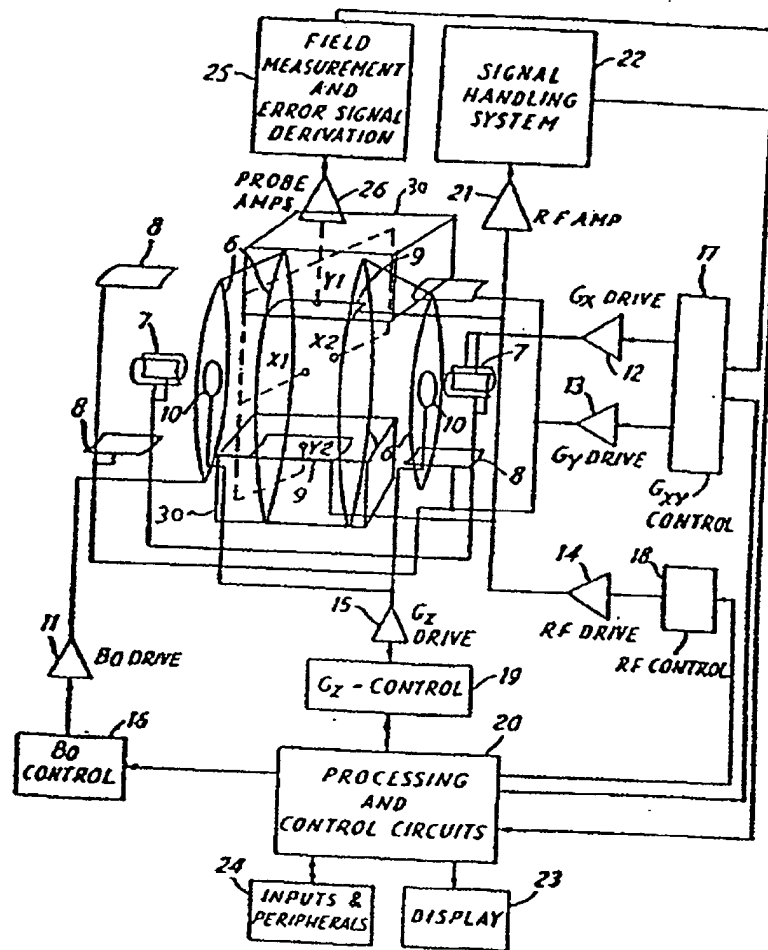 FIELD
MEASUREMENT
AND
ERROR SIGNAL
DERIVATION
25
SIGNAL
HANDLING
SYSTEM
22
PROBE
AMPS
26
30
21
RF AMP
8
6
9
Y1
17
7
GX DRIVE
7
X1
X2
12
10
10
13
8
Y2
6
8
GY DRIVE
9
GXY
CONTROL
30
14
18
15
GZ
DRIVE
RF DRIVE
RF CONTROL
11
BO DRIVE
GZ-CONTROL
19
16
20
BO
CONTROL
PROCESSING
AND
CONTROL CIRCUITS
24
23
INPUTS &
PERIPHERALS
DISPLAY